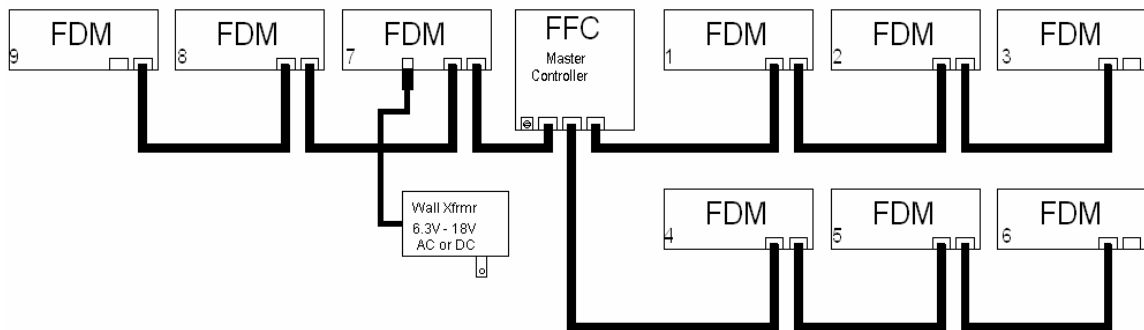 FDM
9
FDM
8
FDM
7
FFC
Master
Controller
FDM
1
FDM
2
FDM
3
Wall Xfrmr
6.3V - 18V
AC or DC
FDM
4
FDM
5
FDM
6